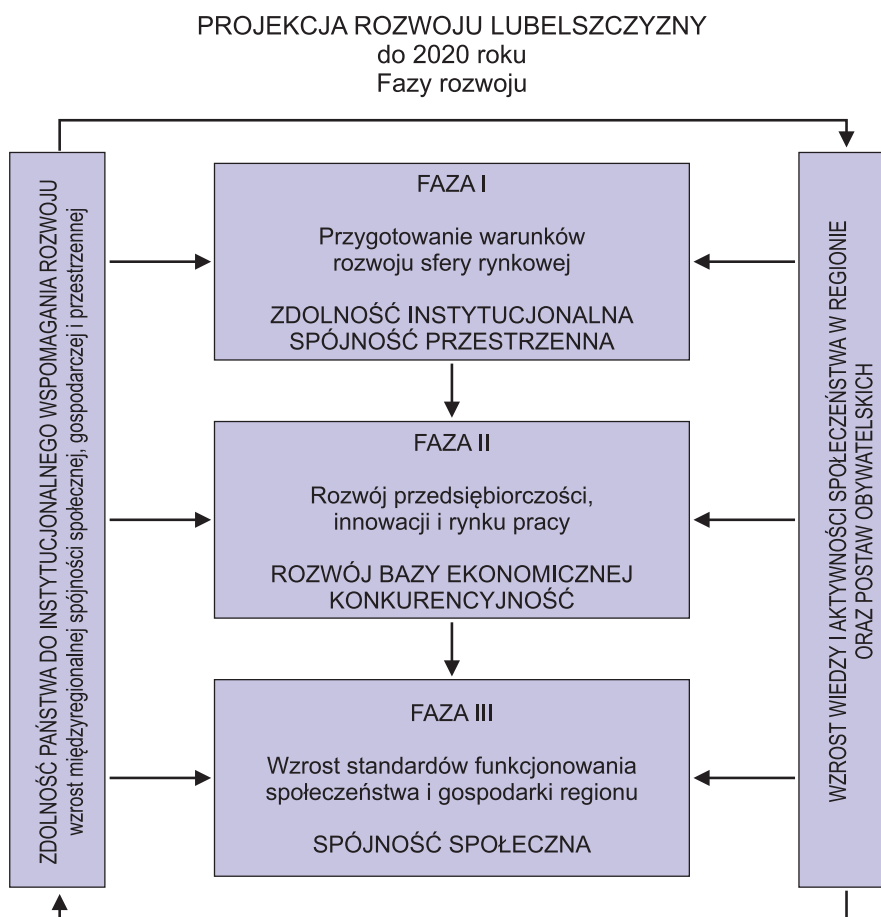 PROJEKCJA ROZWOJU LUBELSZCZYZNY
do 2020 roku
Fazy rozwoju
ZDOLNOŚĆ PAŃSTWA DO INSTYTUCJONALNEGO WSPOMAGANIA ROZWOJU
wzrost międzyregionalnej spójności społecznej, gospodarczej i przestrzennej
FAZA I
Przygotowanie warunków
rozwoju sfery rynkowej
ZDOLNOŚĆ INSTYTUCJONALNA
SPÓJNOŚĆ PRZESTRZENNA
FAZA II
Rozwój przedsiębiorczości,
innowacji i rynku pracy
ROZWÓJ BAZY EKONOMICZNEJ
KONKURENCYJNOŚĆ
FAZA III
Wzrost standardów funkcjonowania
społeczeństwa i gospodarki regionu
SPÓJNOŚĆ SPOŁECZNA
WZROST WIEDZY I AKTYWNOŚCI SPOŁECZEŃSTWA W REGIONIE
ORAZ POSTAW OBYWATELSKICH